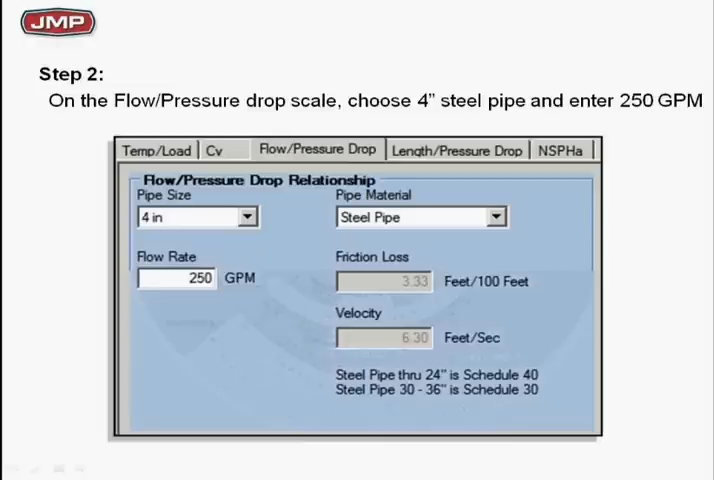 JMP
Step 2:
On the Flow/Pressure drop scale, choose 4” steel pipe and enter 250 GPM
Temp/Load Cv Flow/Pressure Drop Length/Pressure Drop NSPHa
Flow/Pressure Drop Relationship
Pipe Size Pipe Material
4 in Steel Pipe
Flow Rate Friction Loss
250 GPM 3.33 Feet/100 Feet
Velocity
6.30 Feet/Sec
Steel Pipe thru 24" is Schedule 40
Steel Pipe 30 - 36" is Schedule 30